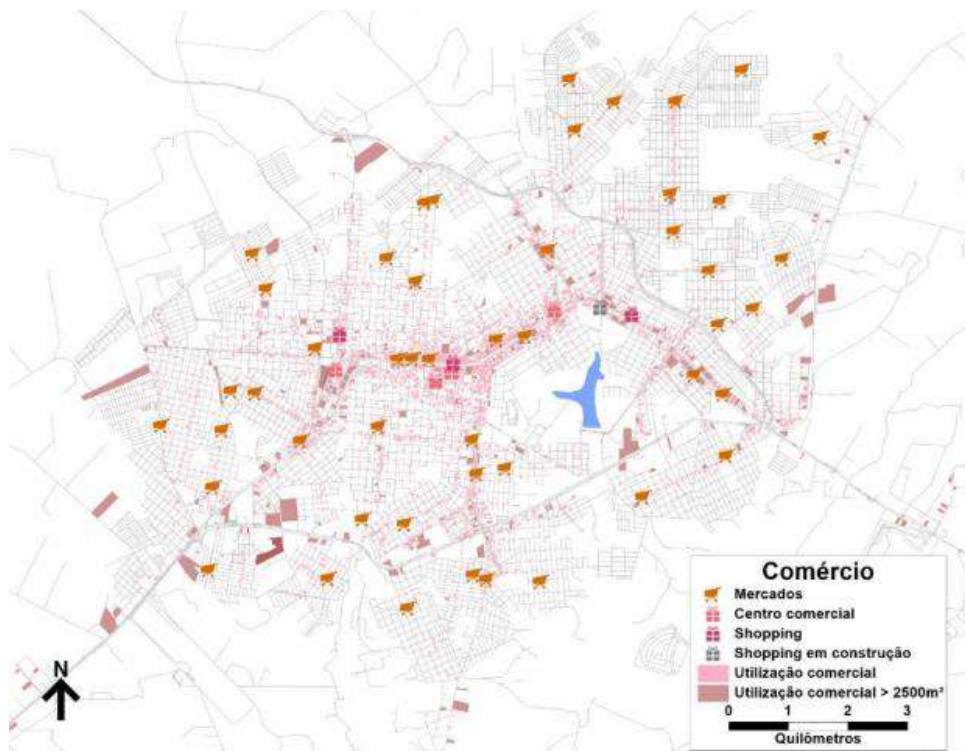 N
Comércio
Mercados
Centro comercial
Shopping
Shopping em construção
Utilização comercial
Utilização comercial > 2500m²
0 1 2 3
Quilômetros